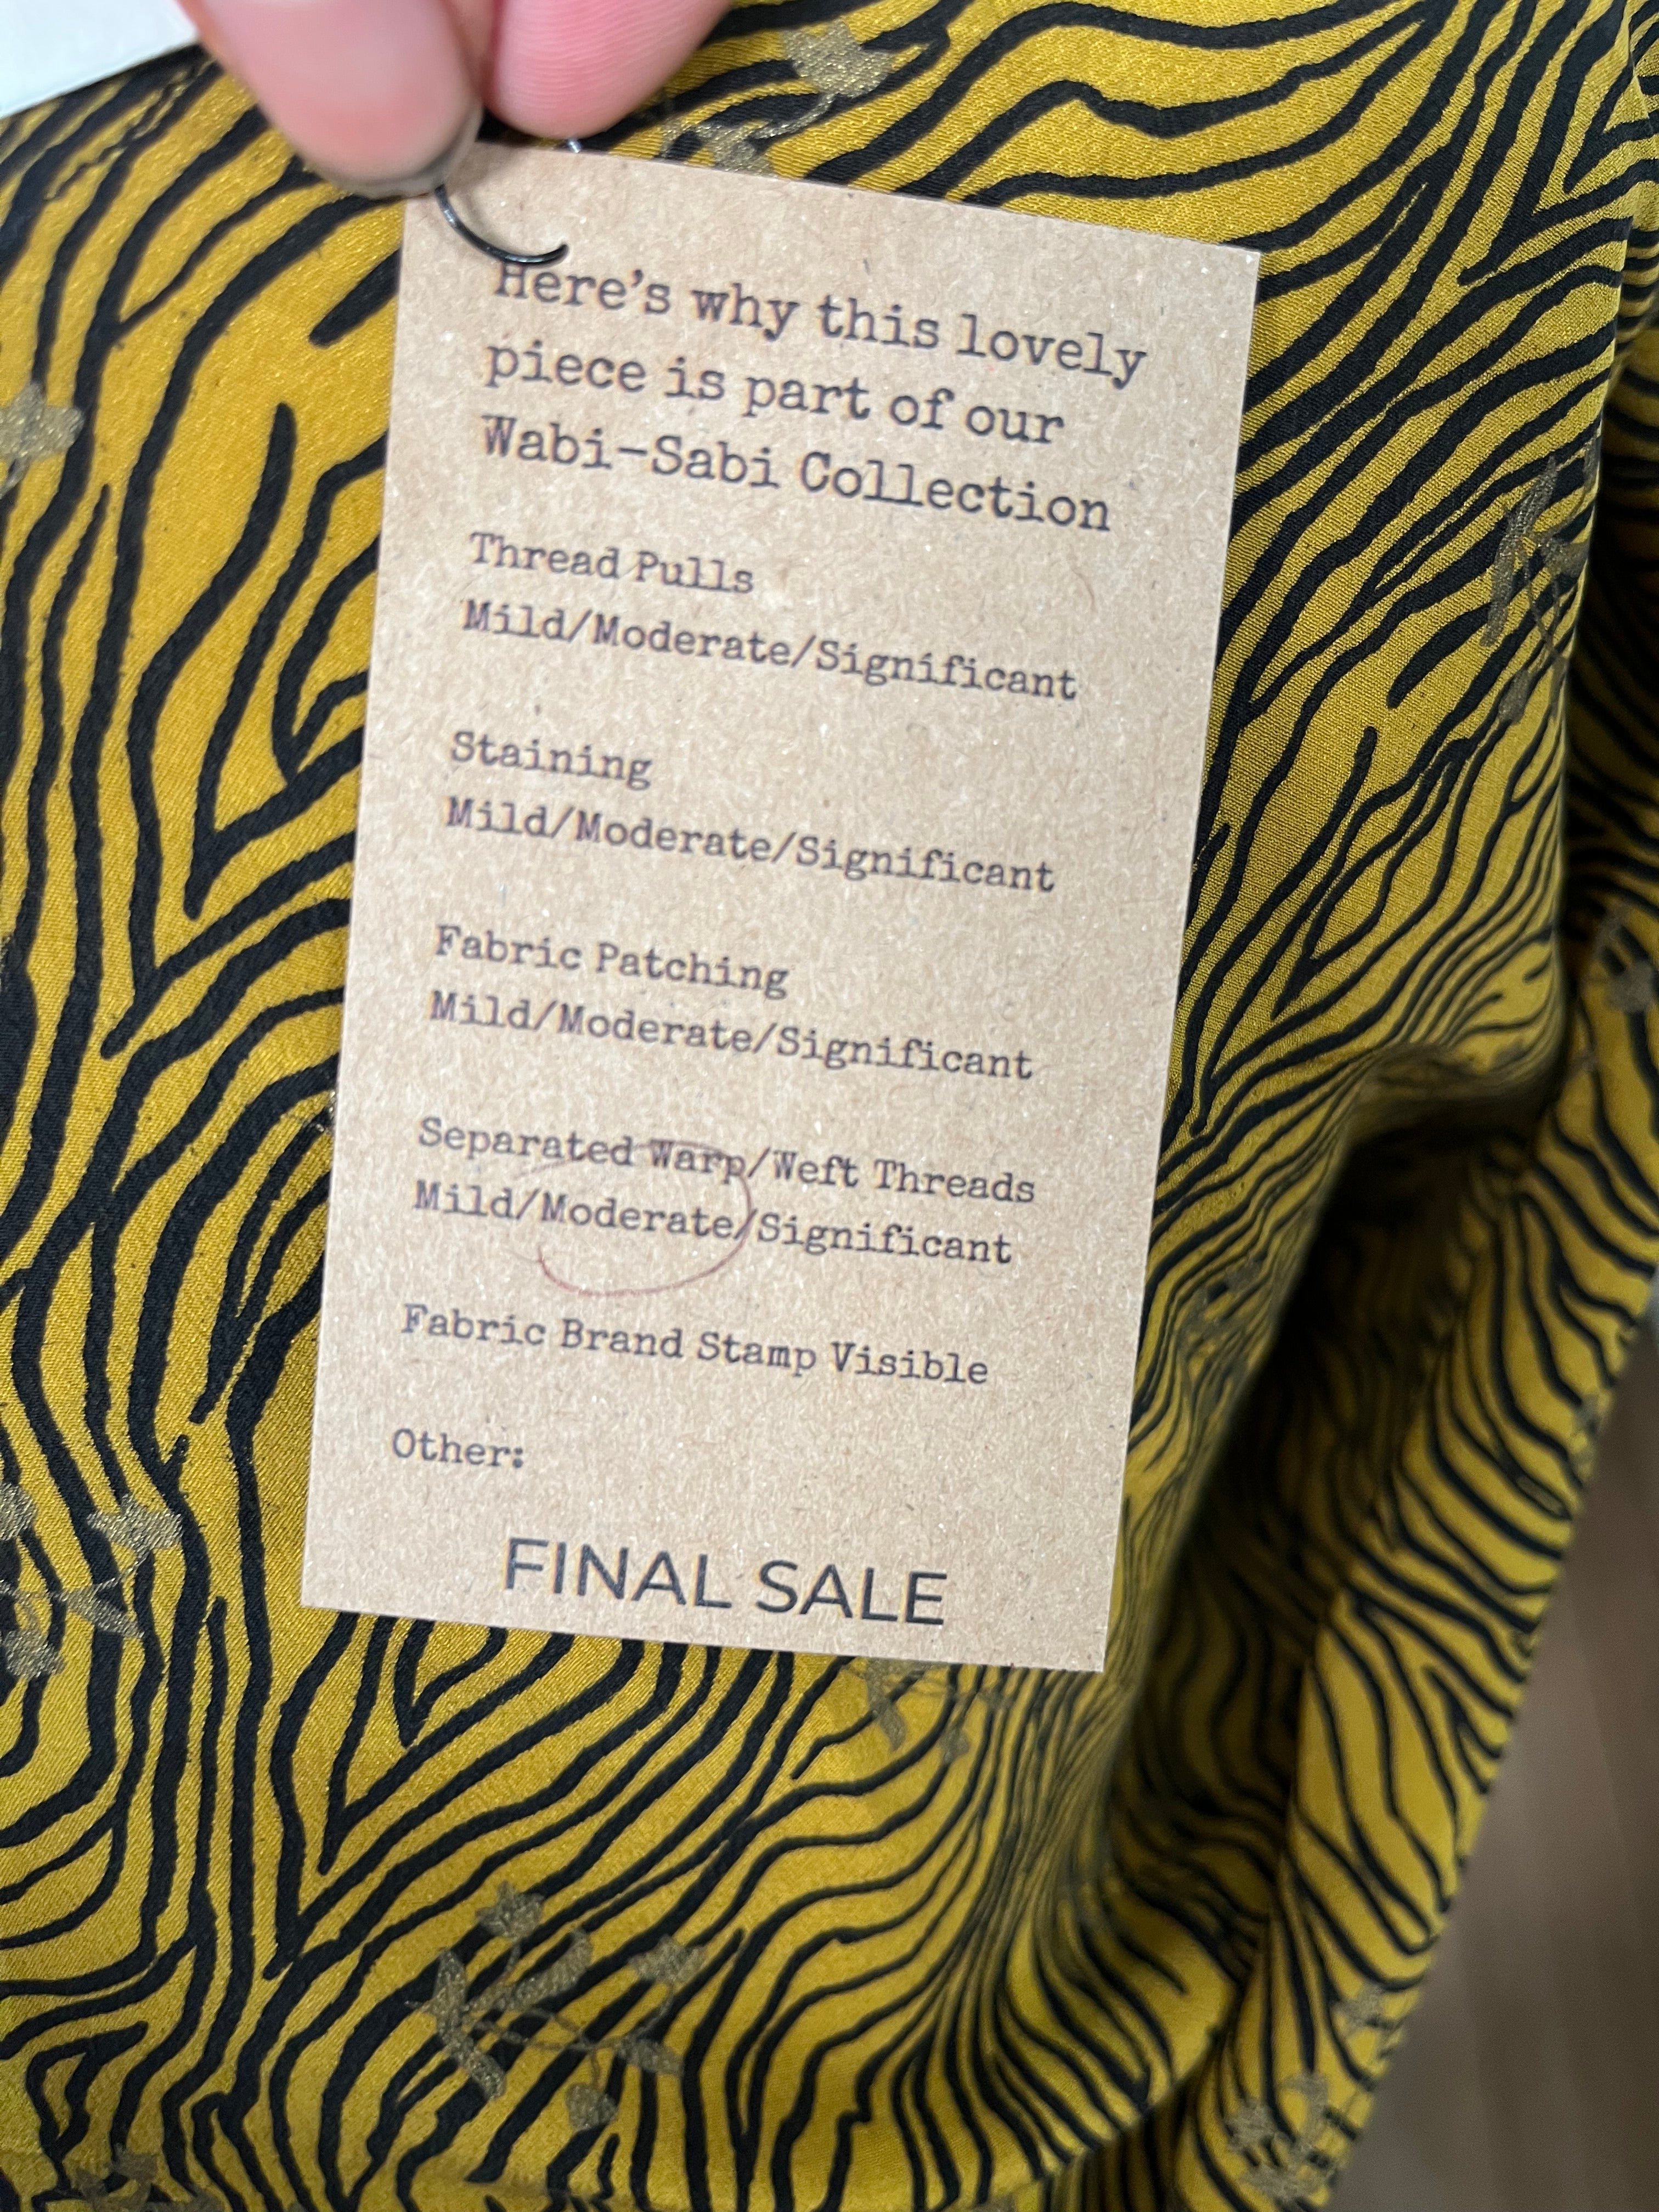 Here's why this lovely
piece is part of our
Wabi-Sabi Collection
Thread Pulls
Mild/Moderate/Significant
Staining
Mild/Moderate/Significant
Fabric Patching
Mild/Moderate/Significant
Separated Warp/Weft Threads
Mild/Moderate/Significant
Fabric Brand Stamp Visible
Other:
FINAL SALE